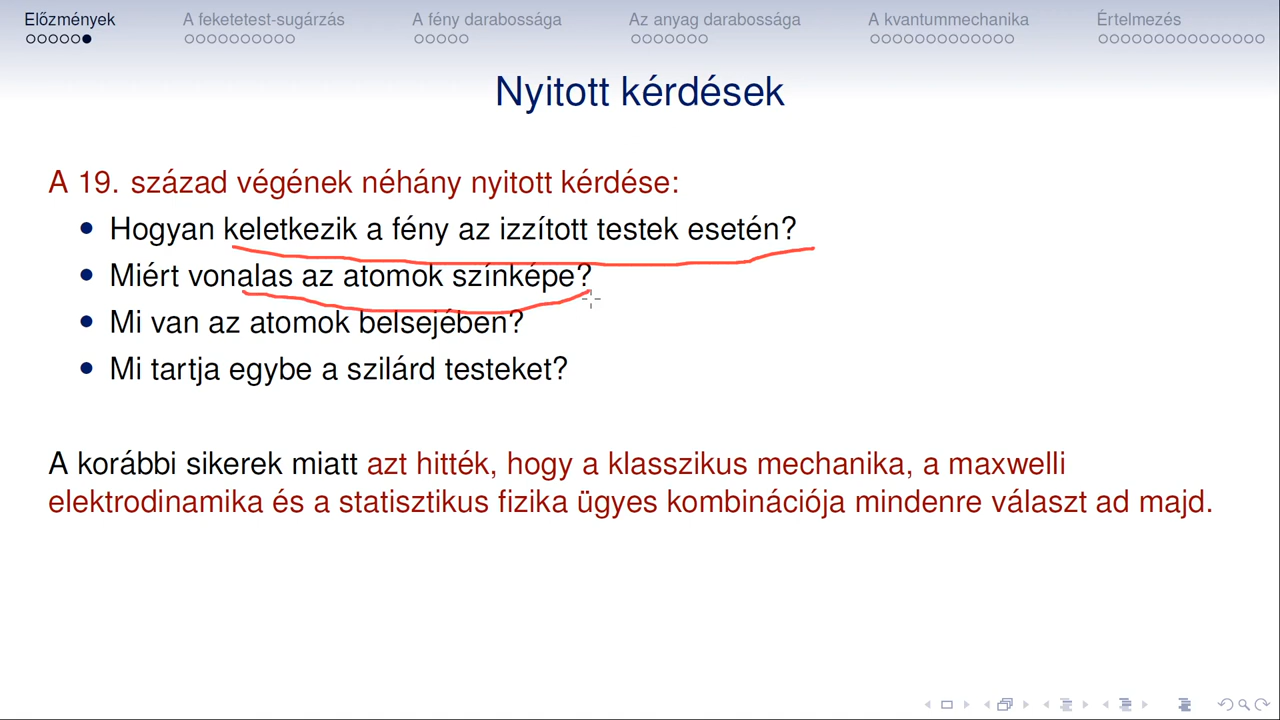 Előzmények A feketetest-sugárzás A fény darabossága Az anyag darabossága A kvantummechanika Értelmezés
Nyitott kérdések
A 19. század végének néhány nyitott kérdése:
• Hogyan keletkezik a fény az izzított testek esetén?
• Miért vonalas az atomok színképe?
• Mi van az atomok belsejében?
• Mi tartja egybe a szilárd testeket?
A korábbi sikerek miatt azt hitték, hogy a klasszikus mechanika, a maxwelli
elektrodinamika és a statisztikus fizika ügyes kombinációja mindenre választ ad majd.